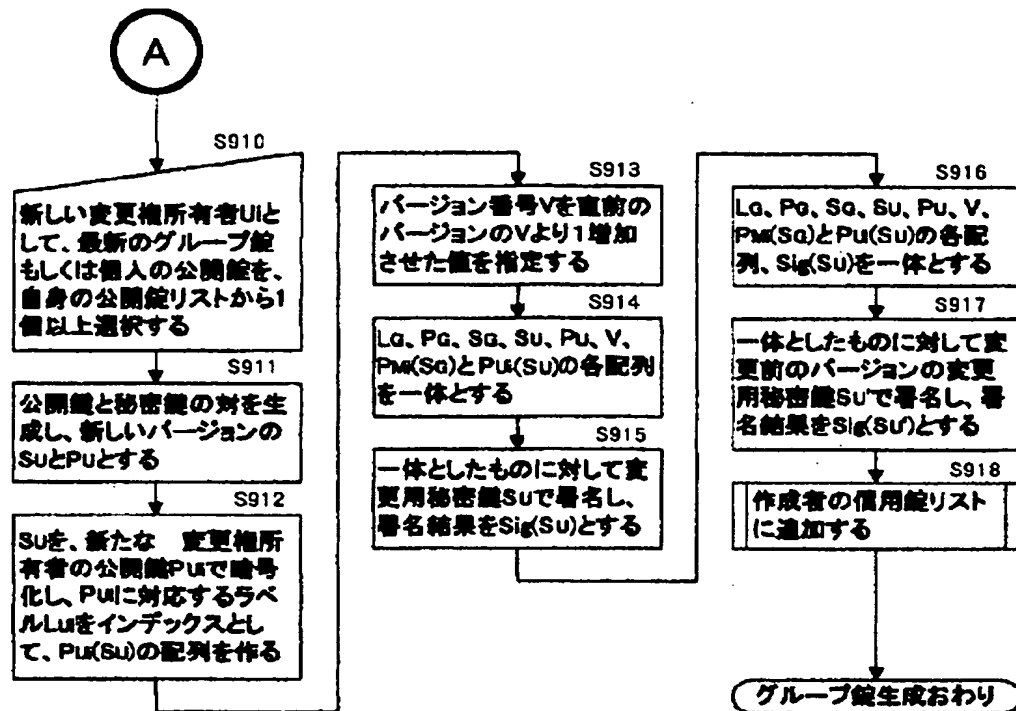 A
S910
新しい変更権所有者Uiと
して、最新のグループ錠
もしくは個人の公開錠を、
自身の公開錠リストから1
個以上選択する
S911
公開鍵と秘密鍵の対を生
成し、新しいバージョンの
SUとPUとする
S912
SUを、新たな 変更権所
有者の公開鍵PUiで暗号
化し、PUiに対応するラベ
ルLUiをインデックスとし
て、PUi(SU)の配列を作る
S913
バージョン番号Vを直前の
バージョンのVより1増加
させた値を指定する
S914
LG、PG、SG、SU、PU、V、
PMi(SG)とPUi(SU)の各配列
を一体とする
S915
一体としたものに対して変
更用秘密鍵SUで署名し、
署名結果をSig(SU)とする
S916
LG、PG、SG、SU、PU、V、
PMi(SG)とPUi(SU)の各配
列、Sig(SU)を一体とする
S917
一体としたものに対して変
更前のバージョンの変更
用秘密鍵SU'で署名し、署
名結果をSig(SU')とする
S918
作成者の信用錠リスト
に追加する
グループ錠生成おわり